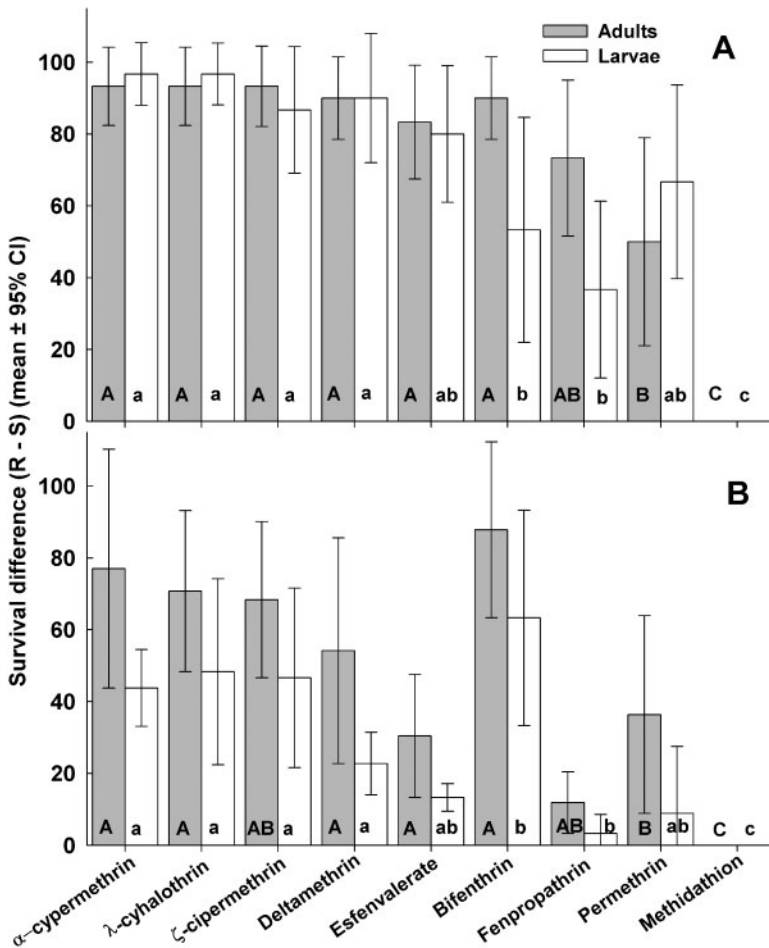 Adults
Larvae
A
100
80
60
40
20
0
A a A a A a A a A ab A b AB b B ab C c
B
100
80
60
40
20
0
A a A a AB a A a A ab A b AB b B ab C c
Survival difference (R - S) (mean ± 95% CI)
α−cypermethrin
λ-cyhalothrin
ζ-cipermethrin
Deltamethrin
Esfenvalerate
Bifenthrin
Fenpropathrin
Permethrin
Methidathion